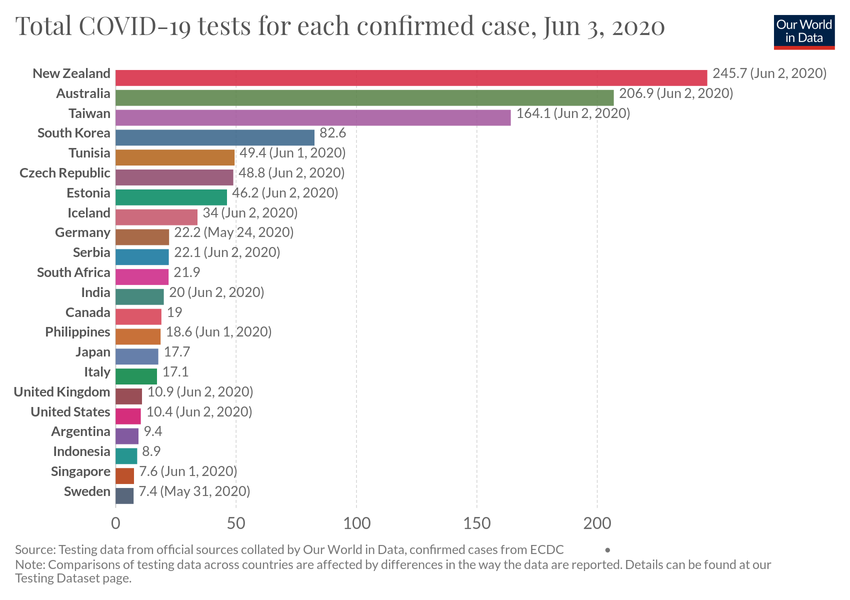 Total COVID-19 tests for each confirmed case, Jun 3, 2020
Our World
in Data
New Zealand 245.7 (Jun 2, 2020)
Australia 206.9 (Jun 2, 2020)
Taiwan 164.1 (Jun 2, 2020)
South Korea 82.6
Tunisia 49.4 (Jun 1, 2020)
Czech Republic 48.8 (Jun 2, 2020)
Estonia 46.2 (Jun 2, 2020)
Iceland 34 (Jun 2, 2020)
Germany 22.2 (May 24, 2020)
Serbia 22.1 (Jun 2, 2020)
South Africa 21.9
India 20 (Jun 2, 2020)
Canada 19
Philippines 18.6 (Jun 1, 2020)
Japan 17.7
Italy 17.1
United Kingdom 10.9 (Jun 2, 2020)
United States 10.4 (Jun 2, 2020)
Argentina 9.4
Indonesia 8.9
Singapore 7.6 (Jun 1, 2020)
Sweden 7.4 (May 31, 2020)
0 50 100 150 200
Source: Testing data from official sources collated by Our World in Data, confirmed cases from ECDC •
Note: Comparisons of testing data across countries are affected by differences in the way the data are reported. Details can be found at our
Testing Dataset page.